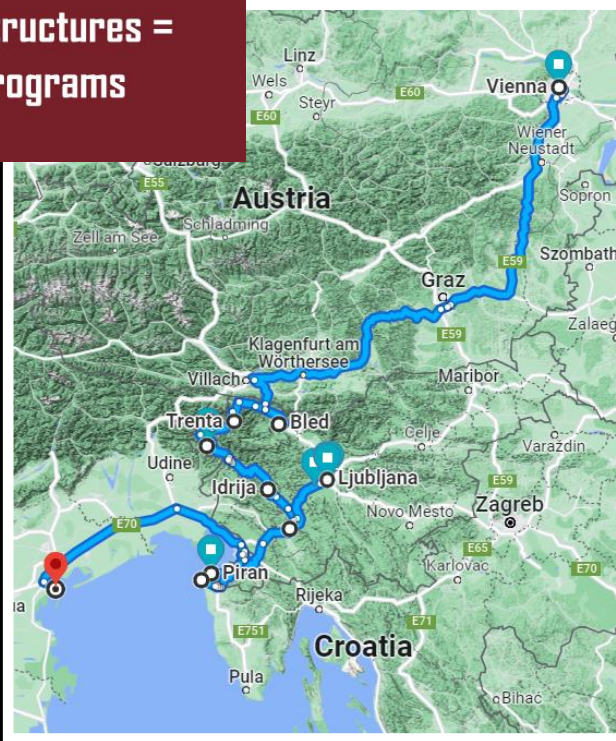 ructures =
rograms
Linz
Wels
Steyr
E60
E60
Vienna
Wiener
Neustadt
E55
Sopron
Austria
Schladming
Zell am See
E59
Szombath
Graz
E59
Zalaeg
Klagenfurt am
Wörthersee
Villach
Maribor
Trenta
Bled
Celje
Varaždin
Udine
Idrija
Ljubljana
E59
Novo Mesto
Zagreb
E70
E65
Karlovac
E70
Piran
Rijeka
E71
E751
Croatia
Pula
Bihać